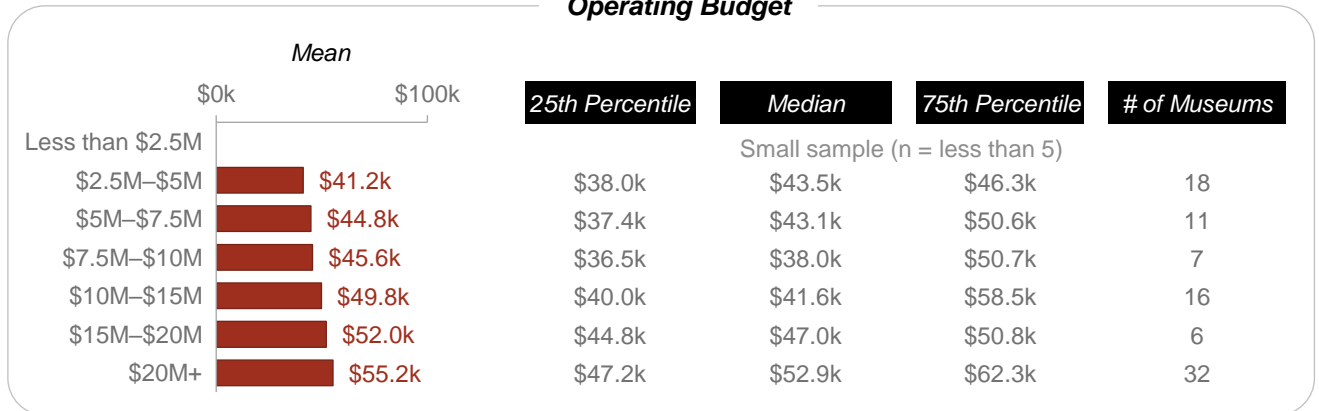 Operating Budget
Mean
$0k $100k 25th Percentile Median 75th Percentile # of Museums
Less than $2.5M Small sample (n = less than 5)
$2.5M–$5M $41.2k $38.0k $43.5k $46.3k 18
$5M–$7.5M $44.8k $37.4k $43.1k $50.6k 11
$7.5M–$10M $45.6k $36.5k $38.0k $50.7k 7
$10M–$15M $49.8k $40.0k $41.6k $58.5k 16
$15M–$20M $52.0k $44.8k $47.0k $50.8k 6
$20M+ $55.2k $47.2k $52.9k $62.3k 32